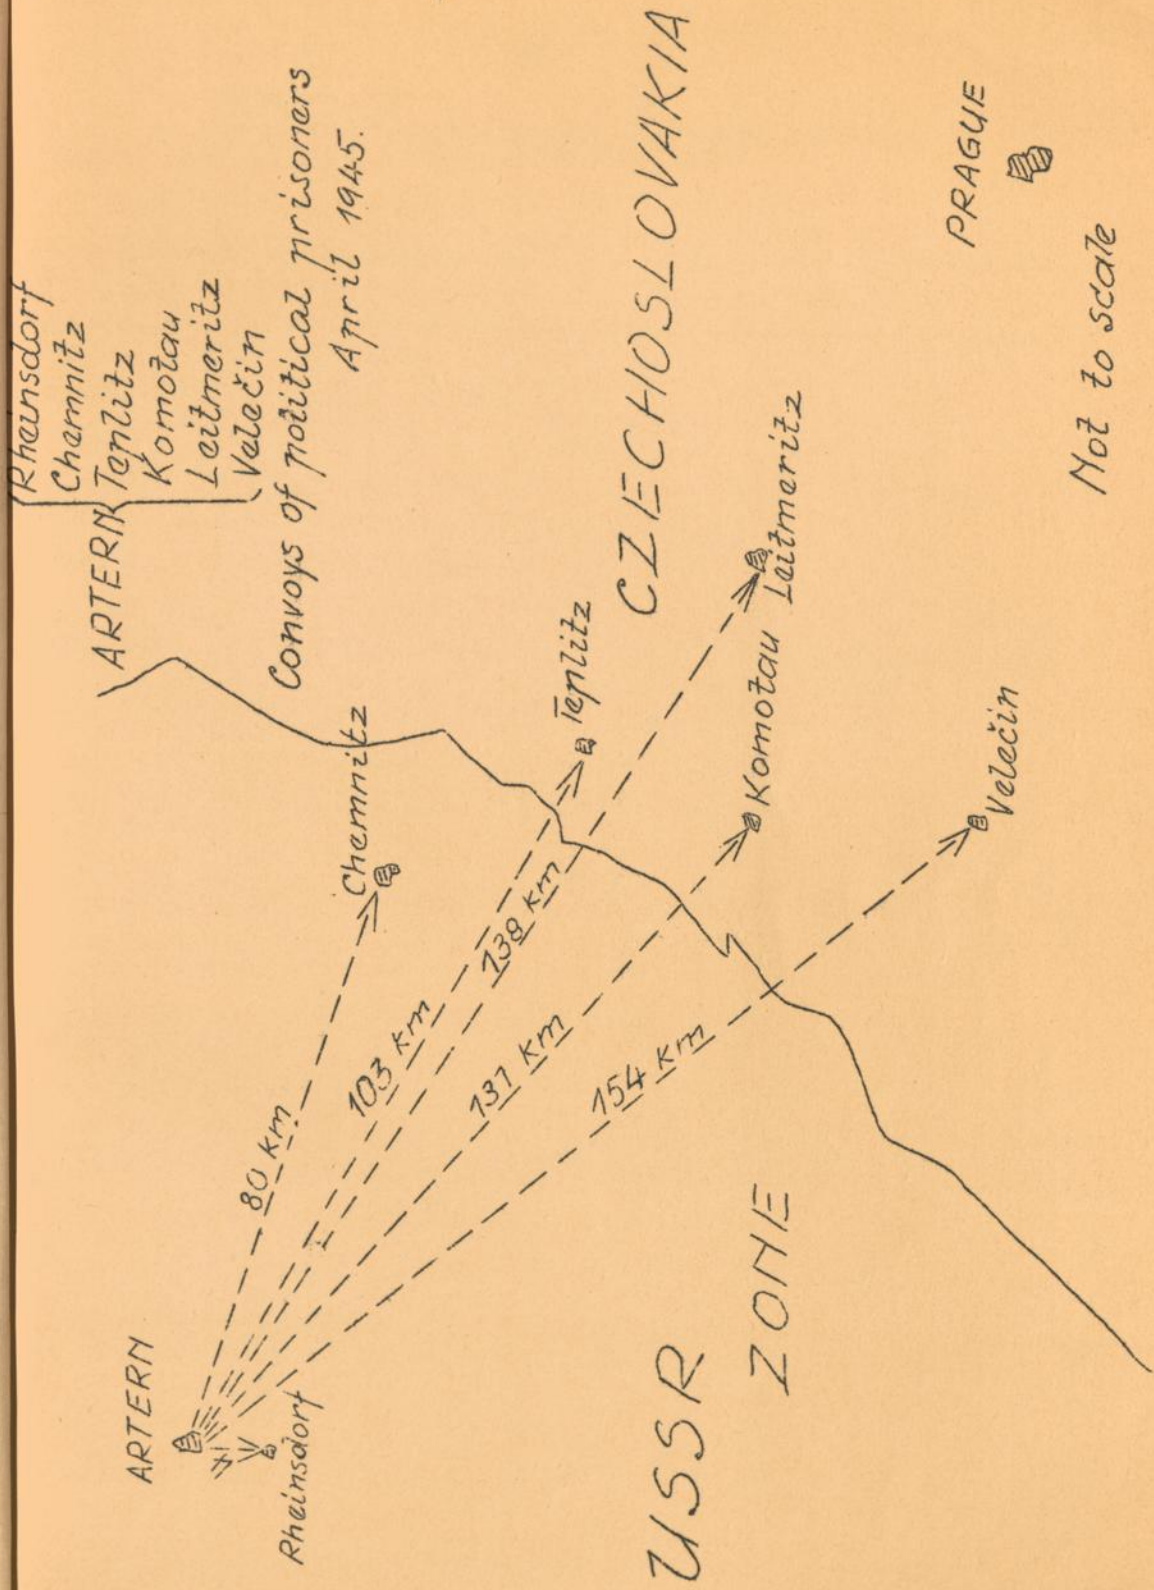 Rheinsdorf
Chemnitz
ARTERN { Teplitz
Komotau
Leitmeritz
Velečin
Convoys of political prisoners
April 1945.
ARTERN
Rheinsdorf
80 km.
Chemnitz
103 km
Teplitz
138 km
Leitmeritz
131 km
Komotau
154 km
Velečin
CZECHOSLOVAKIA
USSR
ZONE
PRAGUE
Not to scale